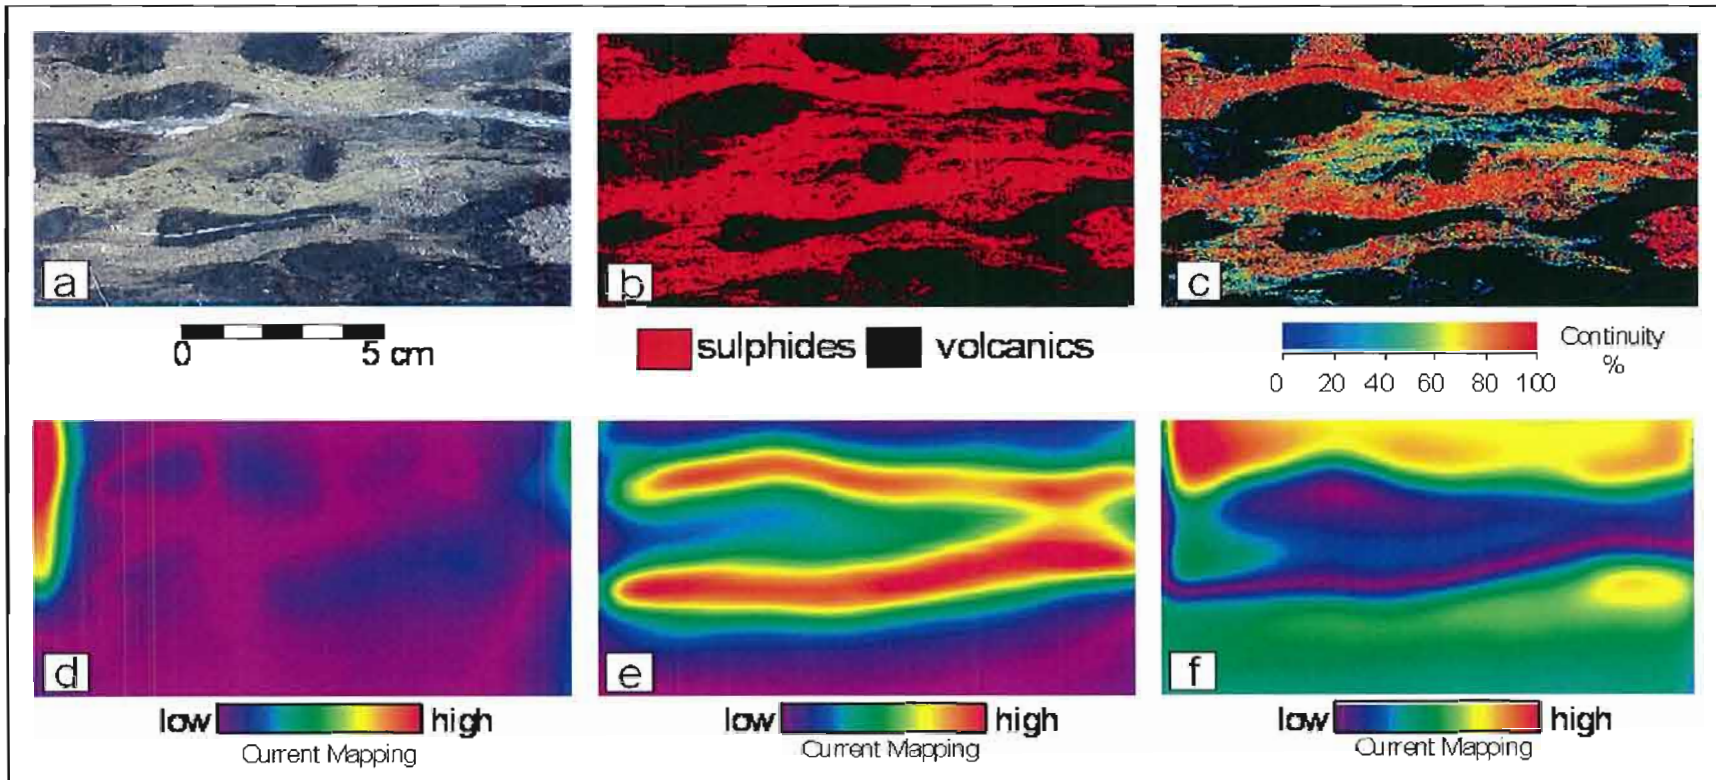 a
b
c
0 5 cm
sulphides volcanics
Continuity
%
0 20 40 60 80 100
d
e
f
low high
Current Mapping
low high
Current Mapping
low high
Current Mapping